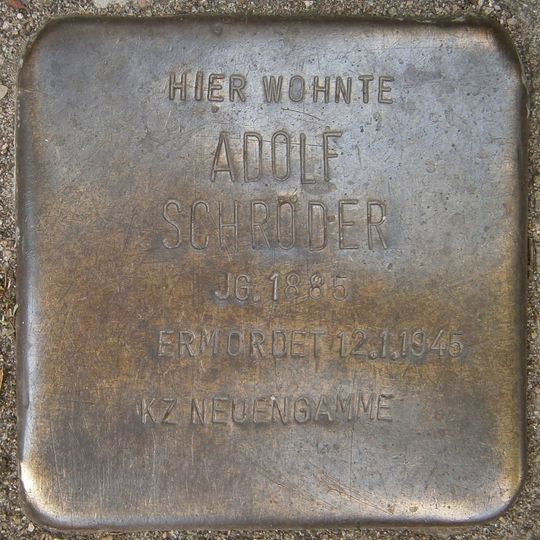 HIER WOHNTE
ADOLF
SCHRÖDER
JG. 1885
ERMORDET 12.1.1945
KZ NEUENGAMME